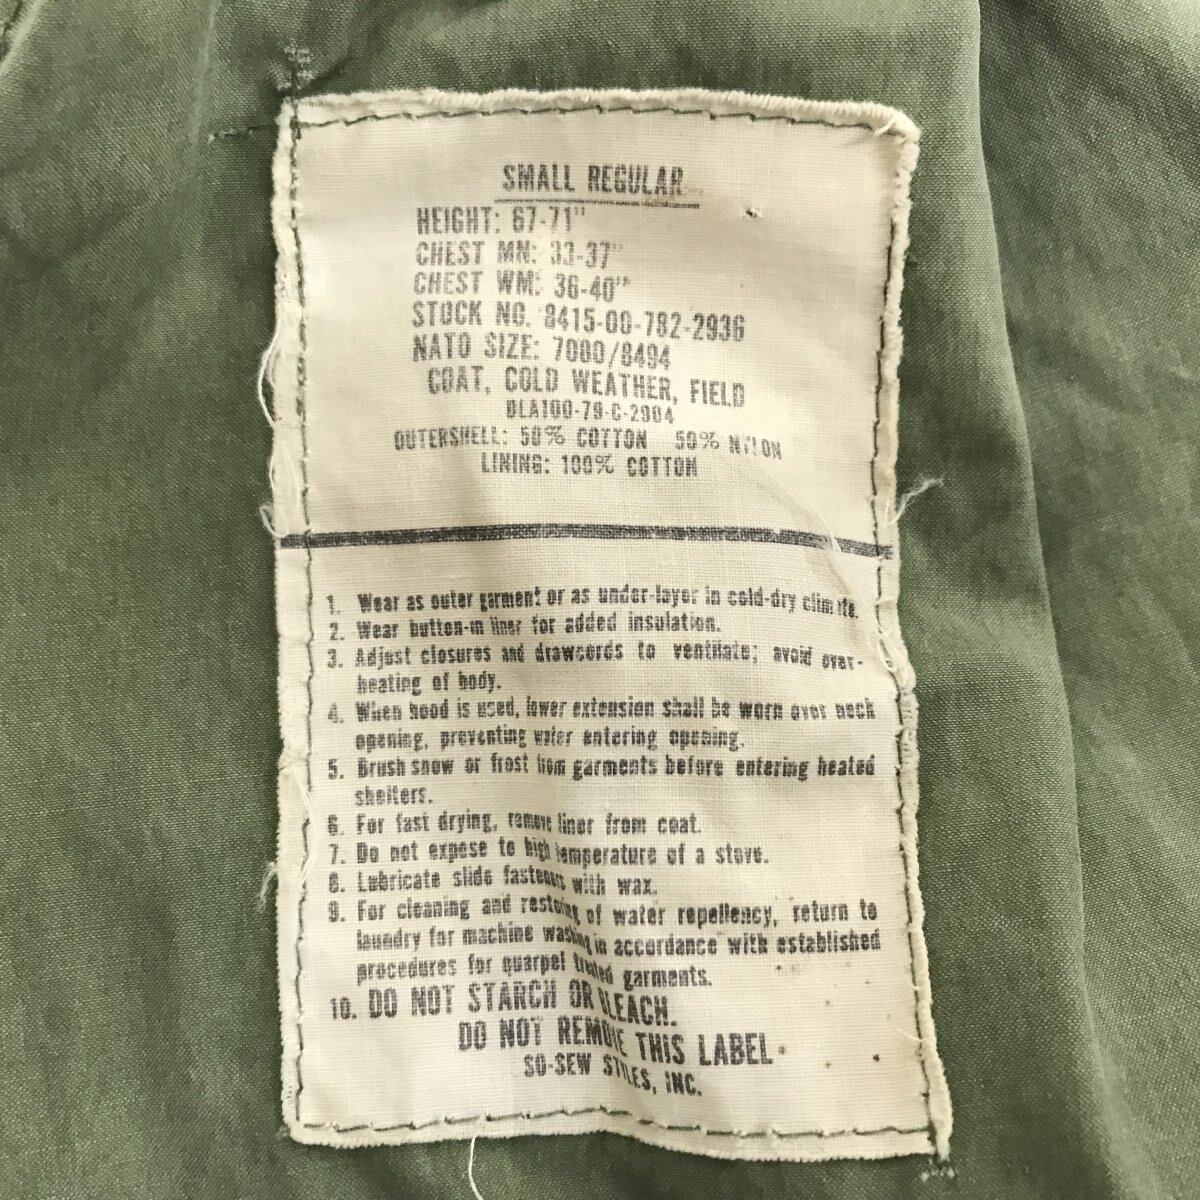 SMALL REGULAR
HEIGHT: 67-71"
CHEST MN: 33-37"
CHEST WM: 36-40"
STOCK NO. 8415-00-782-2936
NATO SIZE: 7080/8494
COAT, COLD WEATHER, FIELD
DLA100-79-C-2904
OUTERSHELL: 50% COTTON 50% NYLON
LINING: 100% COTTON
1. Wear as outer garment or as under-layer in cold-dry climate.
2. Wear button-in liner for added insulation.
3. Adjust closures and drawcords to ventilate; avoid over-
heating of body.
4. When hood is used, lower extension shall be worn over neck
opening, preventing water entering opening.
5. Brush snow or frost from garments before entering heated
shelters.
6. For fast drying, remove liner from coat.
7. Do not expose to high temperature of a stove.
8. Lubricate slide fasteners with wax.
9. For cleaning and restoring of water repellency, return to
laundry for machine washing in accordance with established
procedures for quarpel treated garments.
10. DO NOT STARCH OR BLEACH.
DO NOT REMOVE THIS LABEL
SO-SEW STYLES, INC.